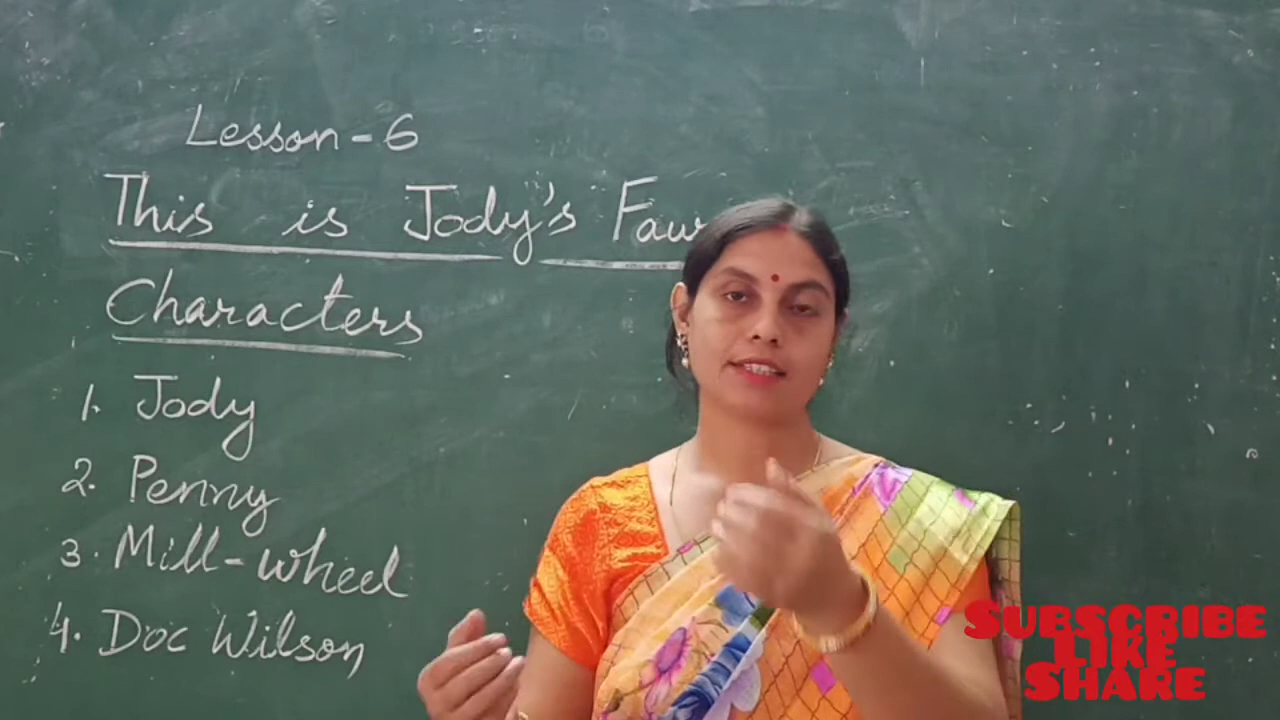 Lesson - 6
This is Jody's
Characters
1. Jody
2. Penny
3. Mill-wheel
4. Doc Wilson
SUBSCRIBE
LIKE
SHARE